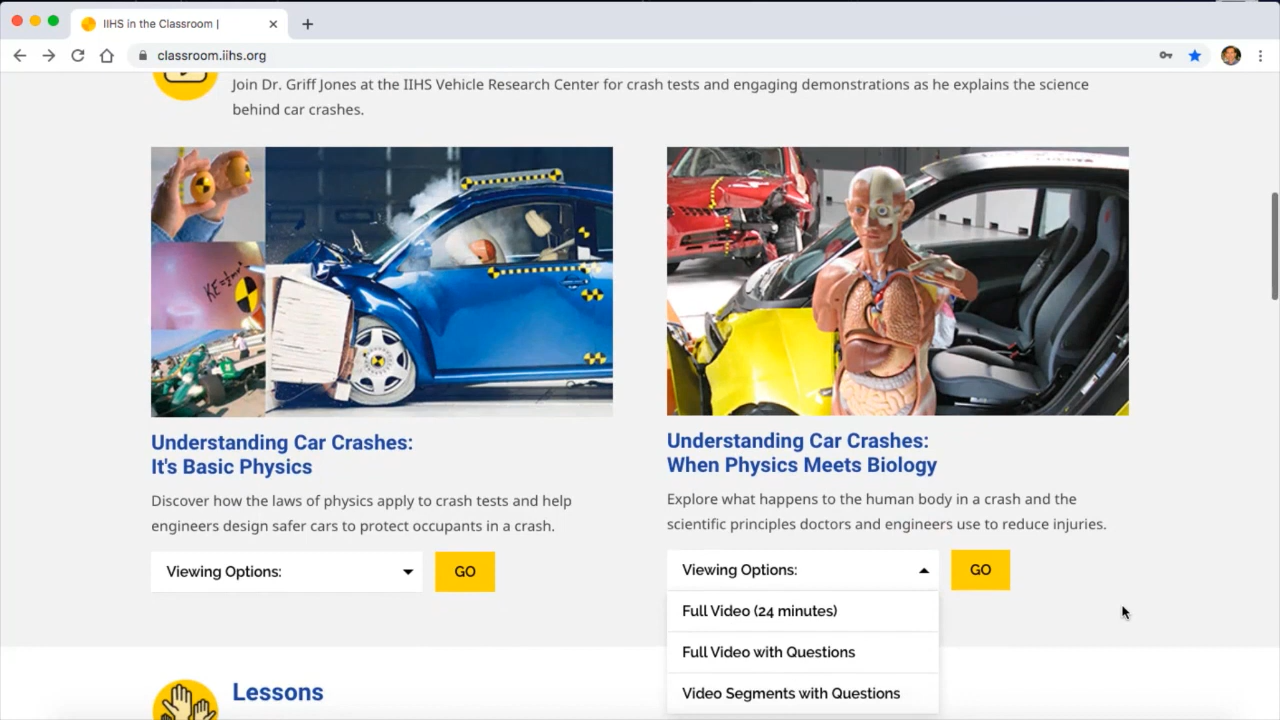 IIHS in the Classroom |
classroom.iihs.org
Join Dr. Griff Jones at the IIHS Vehicle Research Center for crash tests and engaging demonstrations as he explains the science
behind car crashes.
KE=½mv²
Understanding Car Crashes:
It's Basic Physics
Discover how the laws of physics apply to crash tests and help
engineers design safer cars to protect occupants in a crash.
Viewing Options:
GO
Understanding Car Crashes:
When Physics Meets Biology
Explore what happens to the human body in a crash and the
scientific principles doctors and engineers use to reduce injuries.
Viewing Options:
GO
Full Video (24 minutes)
Full Video with Questions
Video Segments with Questions
Lessons